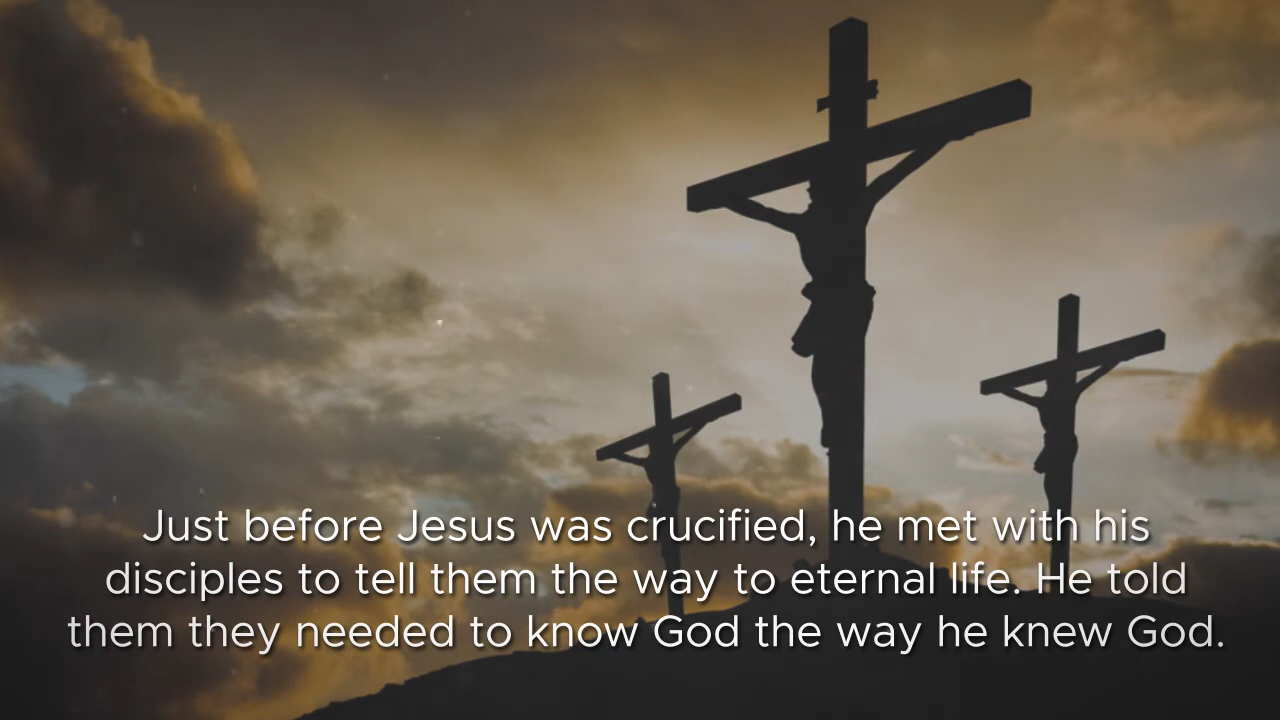 Just before Jesus was crucified, he met with his
disciples to tell them the way to eternal life. He told
them they needed to know God the way he knew God.